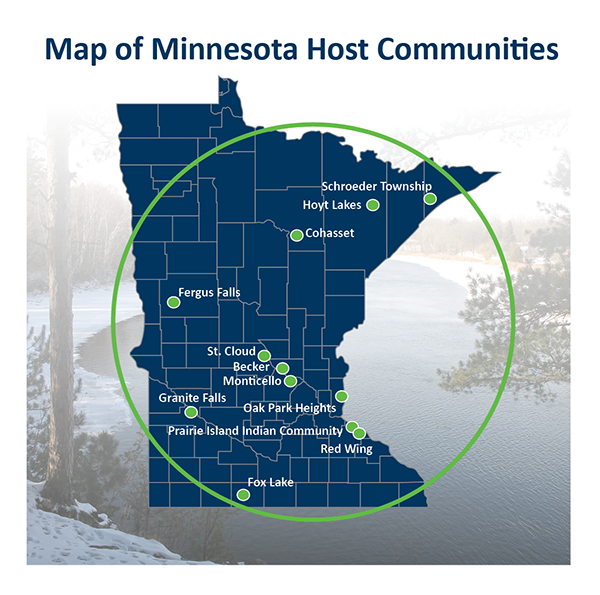 Map of Minnesota Host Communities
Schroeder Township
Hoyt Lakes
Cohasset
Fergus Falls
St. Cloud
Becker
Monticello
Granite Falls
Oak Park Heights
Prairie Island Indian Community
Red Wing
Fox Lake